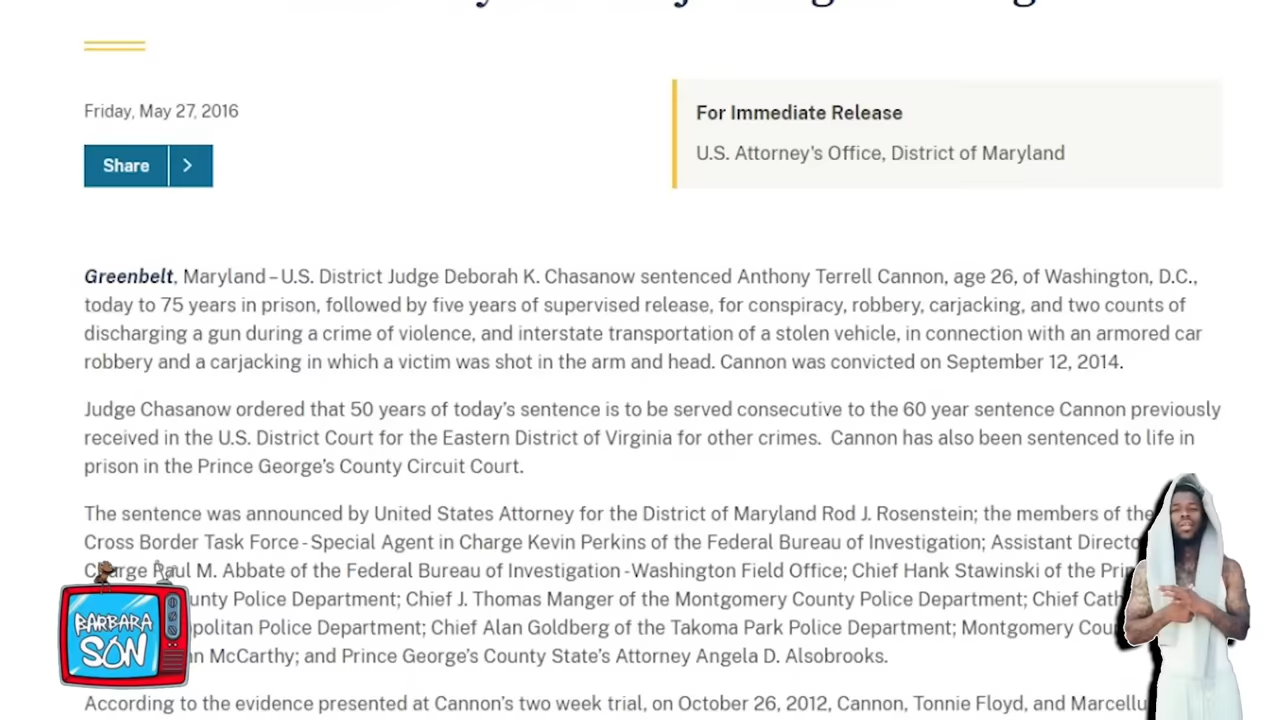 Friday, May 27, 2016
For Immediate Release
Share
U.S. Attorney's Office, District of Maryland
Greenbelt, Maryland – U.S. District Judge Deborah K. Chasanow sentenced Anthony Terrell Cannon, age 26, of Washington, D.C.,
today to 75 years in prison, followed by five years of supervised release, for conspiracy, robbery, carjacking, and two counts of
discharging a gun during a crime of violence, and interstate transportation of a stolen vehicle, in connection with an armored car
robbery and a carjacking in which a victim was shot in the arm and head. Cannon was convicted on September 12, 2014.
Judge Chasanow ordered that 50 years of today's sentence is to be served consecutive to the 60 year sentence Cannon previously
received in the U.S. District Court for the Eastern District of Virginia for other crimes. Cannon has also been sentenced to life in
prison in the Prince George's County Circuit Court.
The sentence was announced by United States Attorney for the District of Maryland Rod J. Rosenstein; the members of the
Cross Border Task Force - Special Agent in Charge Kevin Perkins of the Federal Bureau of Investigation; Assistant
Paul M. Abbate of the Federal Bureau of Investigation - Washington Field Office; Chief Hank Stawinski of the
Police Department; Chief J. Thomas Manger of the Montgomery County Police Department; Chief
Police Department; Chief Alan Goldberg of the Takoma Park Police Department; Montgomery
McCarthy; and Prince George's County State's Attorney Angela D. Alsobrooks.
According to the evidence presented at Cannon's two week trial, on October 26, 2012, Cannon, Tonnie Floyd, and
BARBARA
SON